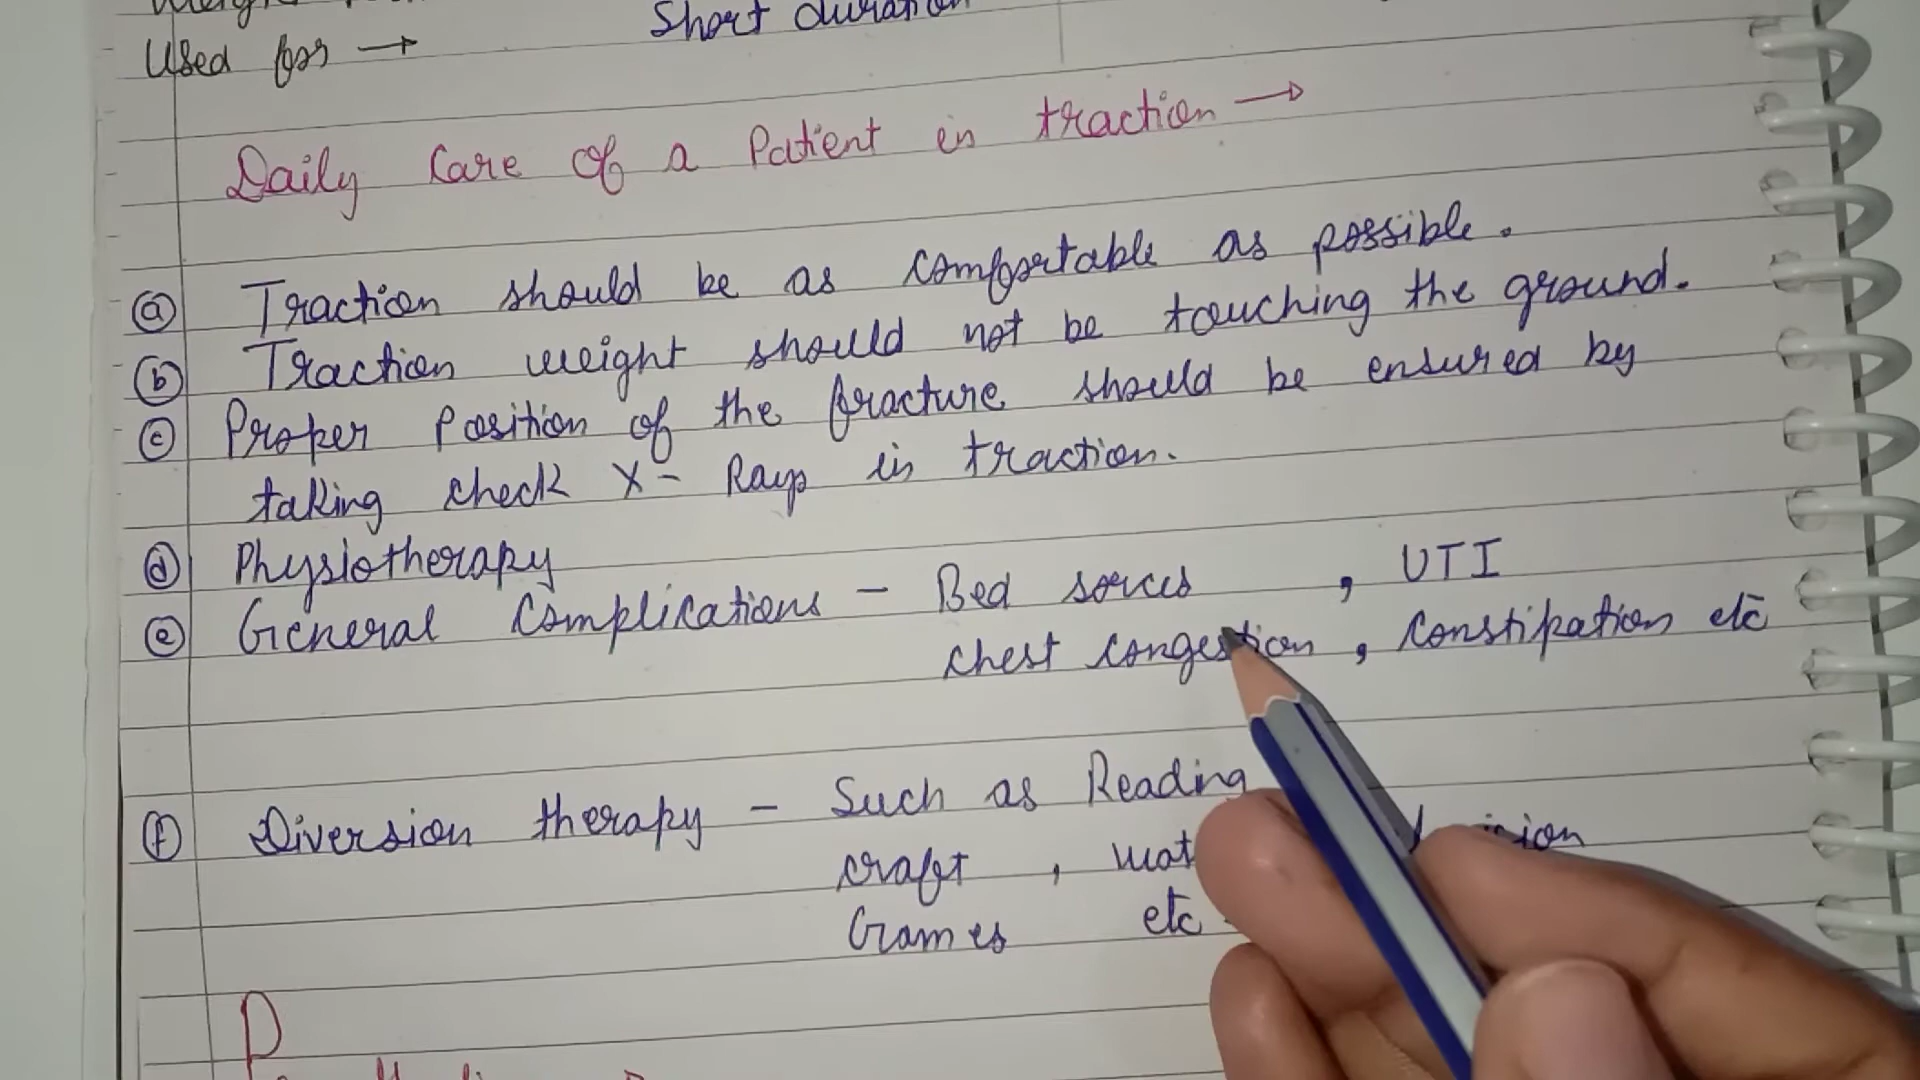 Short duration
Used for →
Daily Care of a Patient in traction →
(a) Traction should be as comfortable as possible.
(b) Traction weight should not be touching the ground.
(c) Proper Position of the fracture should be ensured by
taking check X- Rays in traction.
(d) Physiotherapy
(e) General Complications - Bed sores , UTI
chest congestion , constipation etc
(f) Diversion therapy - Such as Reading
craft ,
Games etc